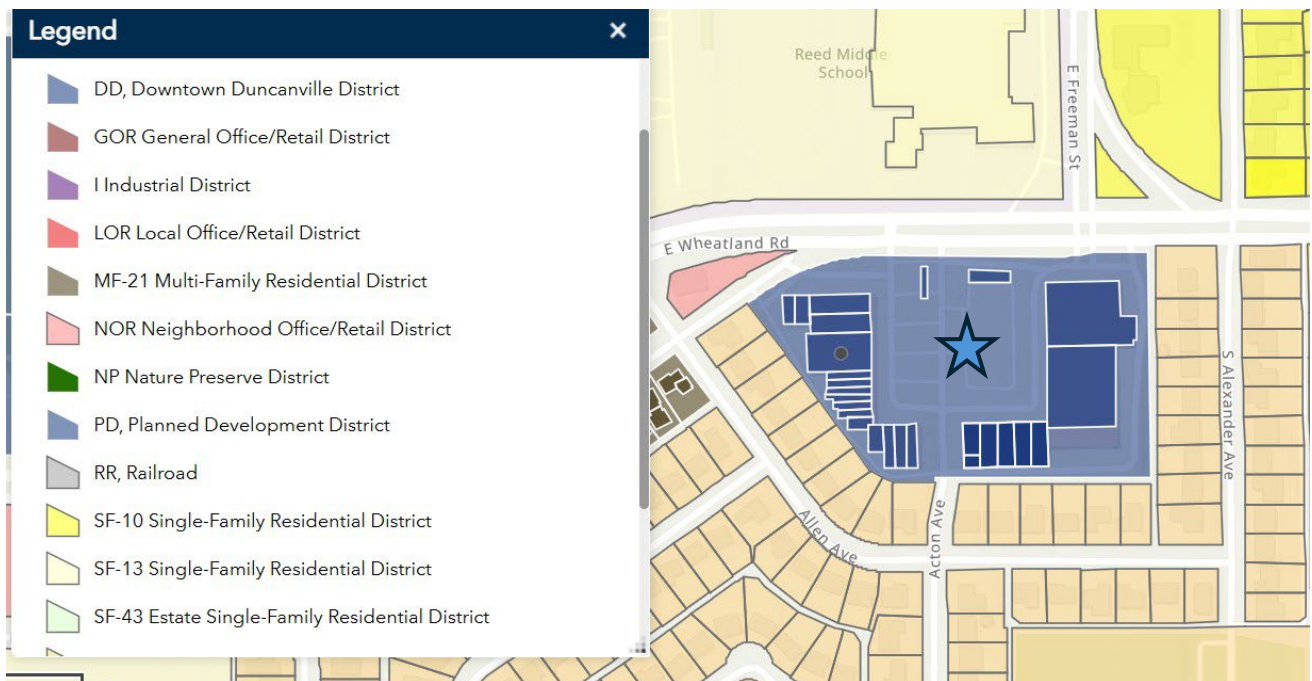 Legend
DD, Downtown Duncanville District
GOR General Office/Retail District
I Industrial District
LOR Local Office/Retail District
MF-21 Multi-Family Residential District
NOR Neighborhood Office/Retail District
NP Nature Preserve District
PD, Planned Development District
RR, Railroad
SF-10 Single-Family Residential District
SF-13 Single-Family Residential District
SF-43 Estate Single-Family Residential District
Reed Middle
School
E Freeman St
E Wheatland Rd
S Alexander Ave
Allen Ave
Acton Ave